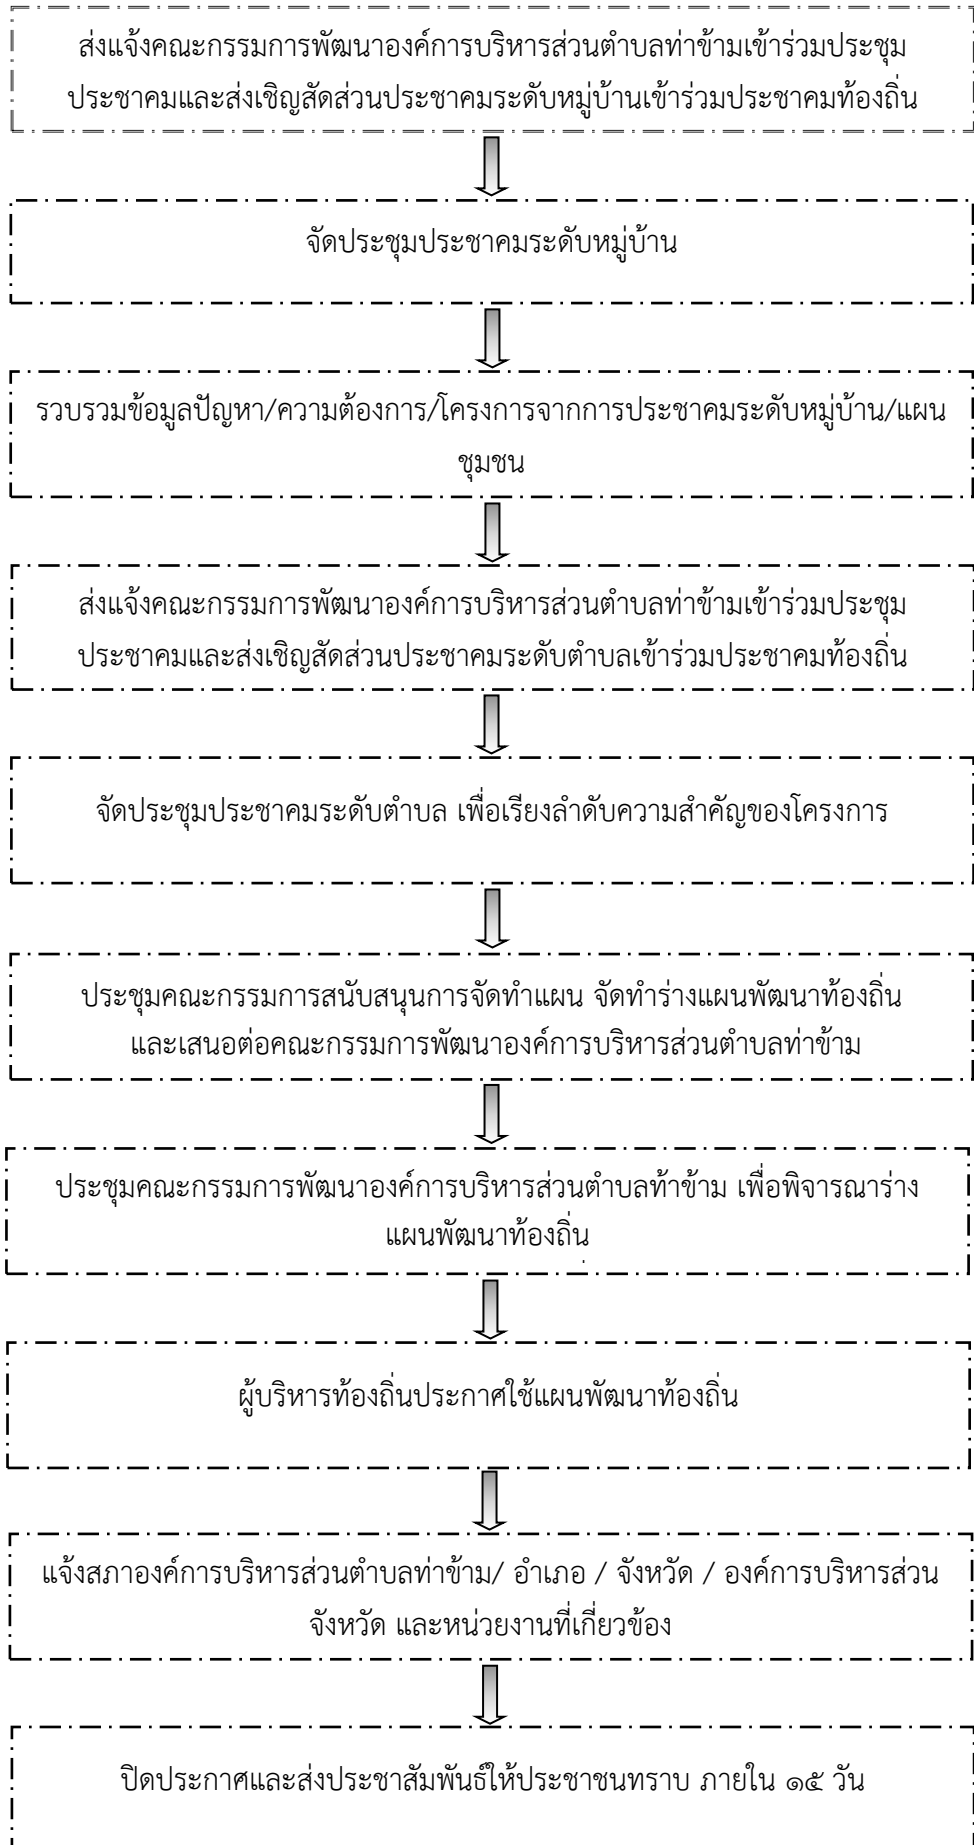 ส่งแจ้งคณะกรรมการพัฒนาองค์การบริหารส่วนตำบลท่าข้ามเข้าร่วมประชุม
ประชาคมและส่งเชิญสัดส่วนประชาคมระดับหมู่บ้านเข้าร่วมประชาคมท้องถิ่น
จัดประชุมประชาคมระดับหมู่บ้าน
รวบรวมข้อมูลปัญหา/ความต้องการ/โครงการจากการประชาคมระดับหมู่บ้าน/แผน
ชุมชน
ส่งแจ้งคณะกรรมการพัฒนาองค์การบริหารส่วนตำบลท่าข้ามเข้าร่วมประชุม
ประชาคมและส่งเชิญสัดส่วนประชาคมระดับตำบลเข้าร่วมประชาคมท้องถิ่น
จัดประชุมประชาคมระดับตำบล เพื่อเรียงลำดับความสำคัญของโครงการ
ประชุมคณะกรรมการสนับสนุนการจัดทำแผน จัดทำร่างแผนพัฒนาท้องถิ่น
และเสนอต่อคณะกรรมการพัฒนาองค์การบริหารส่วนตำบลท่าข้าม
ประชุมคณะกรรมการพัฒนาองค์การบริหารส่วนตำบลท้าข้าม เพื่อพิจารณาร่าง
แผนพัฒนาท้องถิ่น
ผู้บริหารท้องถิ่นประกาศใช้แผนพัฒนาท้องถิ่น
แจ้งสภาองค์การบริหารส่วนตำบลท่าข้าม/ อำเภอ / จังหวัด / องค์การบริหารส่วน
จังหวัด และหน่วยงานที่เกี่ยวข้อง
ปิดประกาศและส่งประชาสัมพันธ์ให้ประชาชนทราบ ภายใน ๑๕ วัน